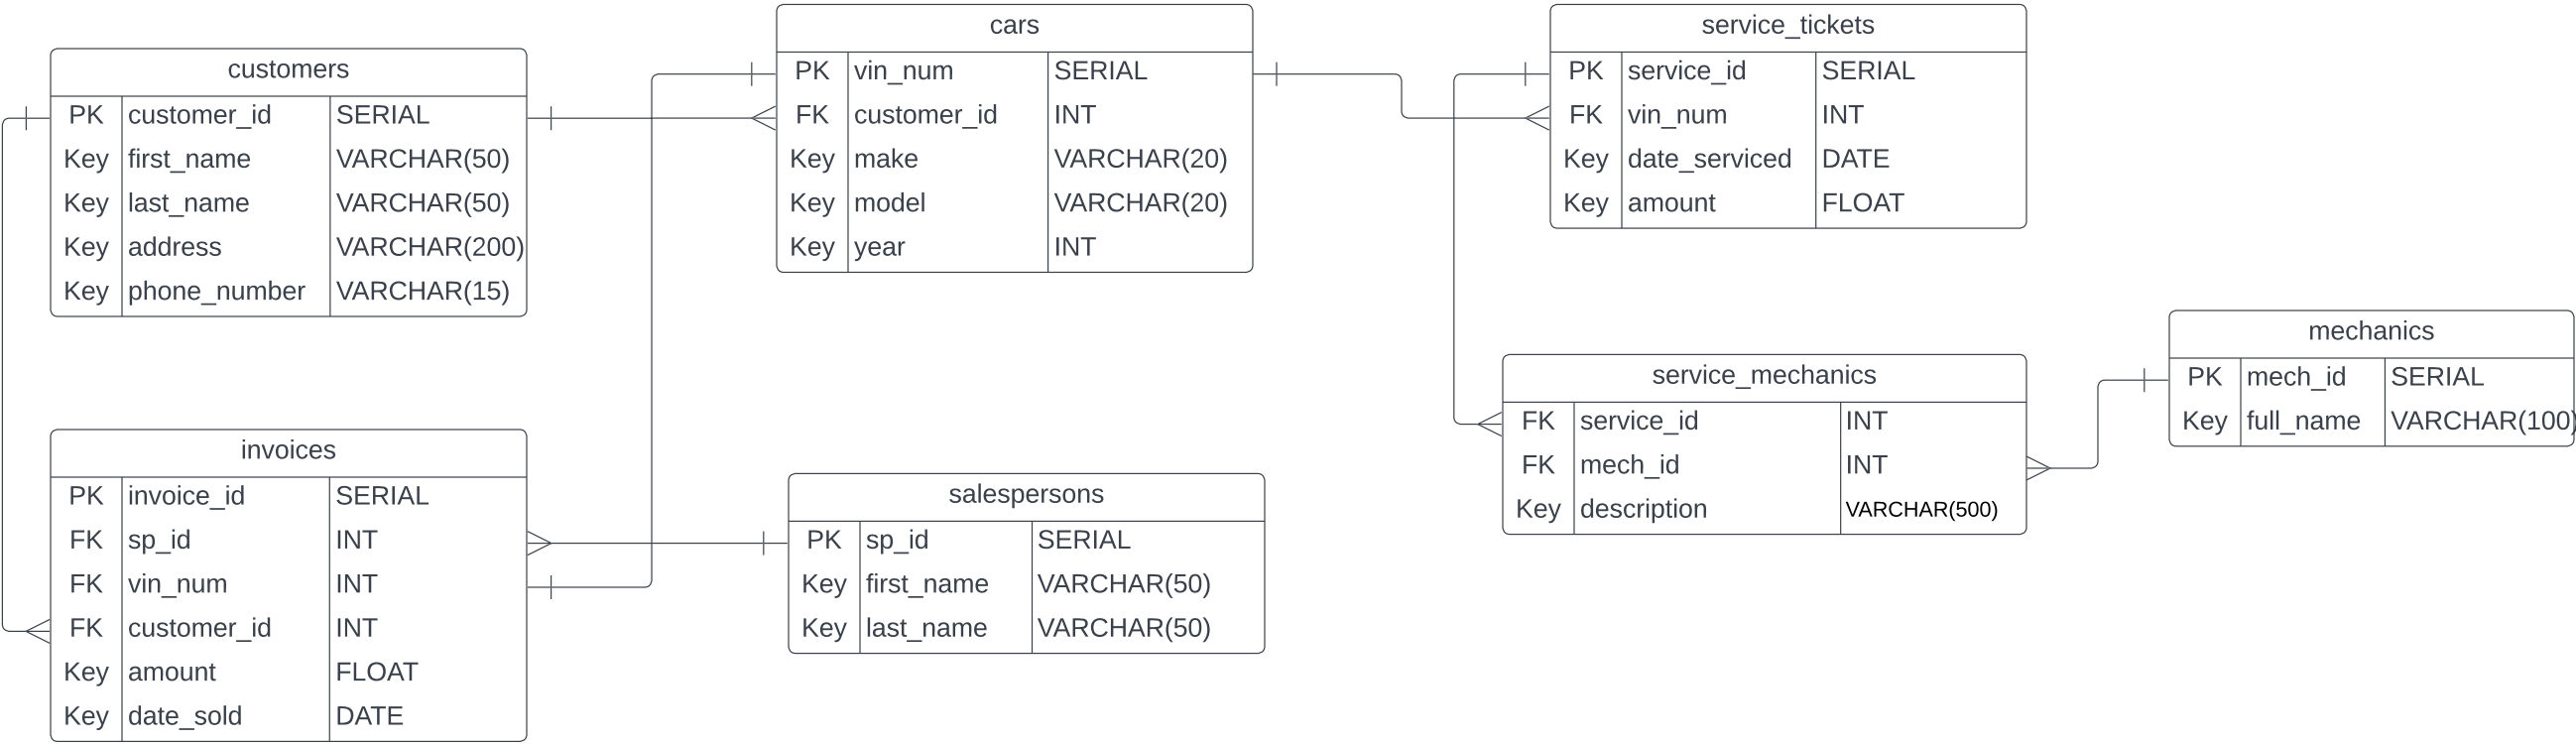 customers
PK customer_id SERIAL
Key first_name VARCHAR(50)
Key last_name VARCHAR(50)
Key address VARCHAR(200)
Key phone_number VARCHAR(15)
cars
PK vin_num SERIAL
FK customer_id INT
Key make VARCHAR(20)
Key model VARCHAR(20)
Key year INT
service_tickets
PK service_id SERIAL
FK vin_num INT
Key date_serviced DATE
Key amount FLOAT
invoices
PK invoice_id SERIAL
FK sp_id INT
FK vin_num INT
FK customer_id INT
Key amount FLOAT
Key date_sold DATE
salespersons
PK sp_id SERIAL
Key first_name VARCHAR(50)
Key last_name VARCHAR(50)
service_mechanics
FK service_id INT
FK mech_id INT
Key description VARCHAR(500)
mechanics
PK mech_id SERIAL
Key full_name VARCHAR(100)